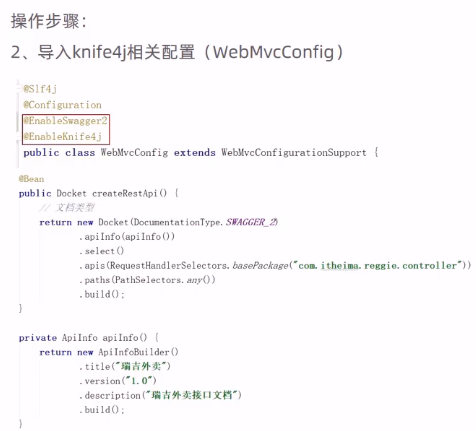 操作步骤：
2、导入knife4j相关配置（WebMvcConfig）
@Slf4j
@Configuration
@EnableSwagger2
@EnableKnife4j
public class WebMvcConfig extends WebMvcConfigurationSupport {
@Bean
public Docket createRestApi() {
// 文档类型
return new Docket(DocumentationType.SWAGGER_2)
.apiInfo(apiInfo())
.select()
.apis(RequestHandlerSelectors.basePackage("com.itheima.reggie.controller"))
.paths(PathSelectors.any())
.build();
}
private ApiInfo apiInfo() {
return new ApiInfoBuilder()
.title("瑞吉外卖")
.version("1.0")
.description("瑞吉外卖接口文档")
.build();
}